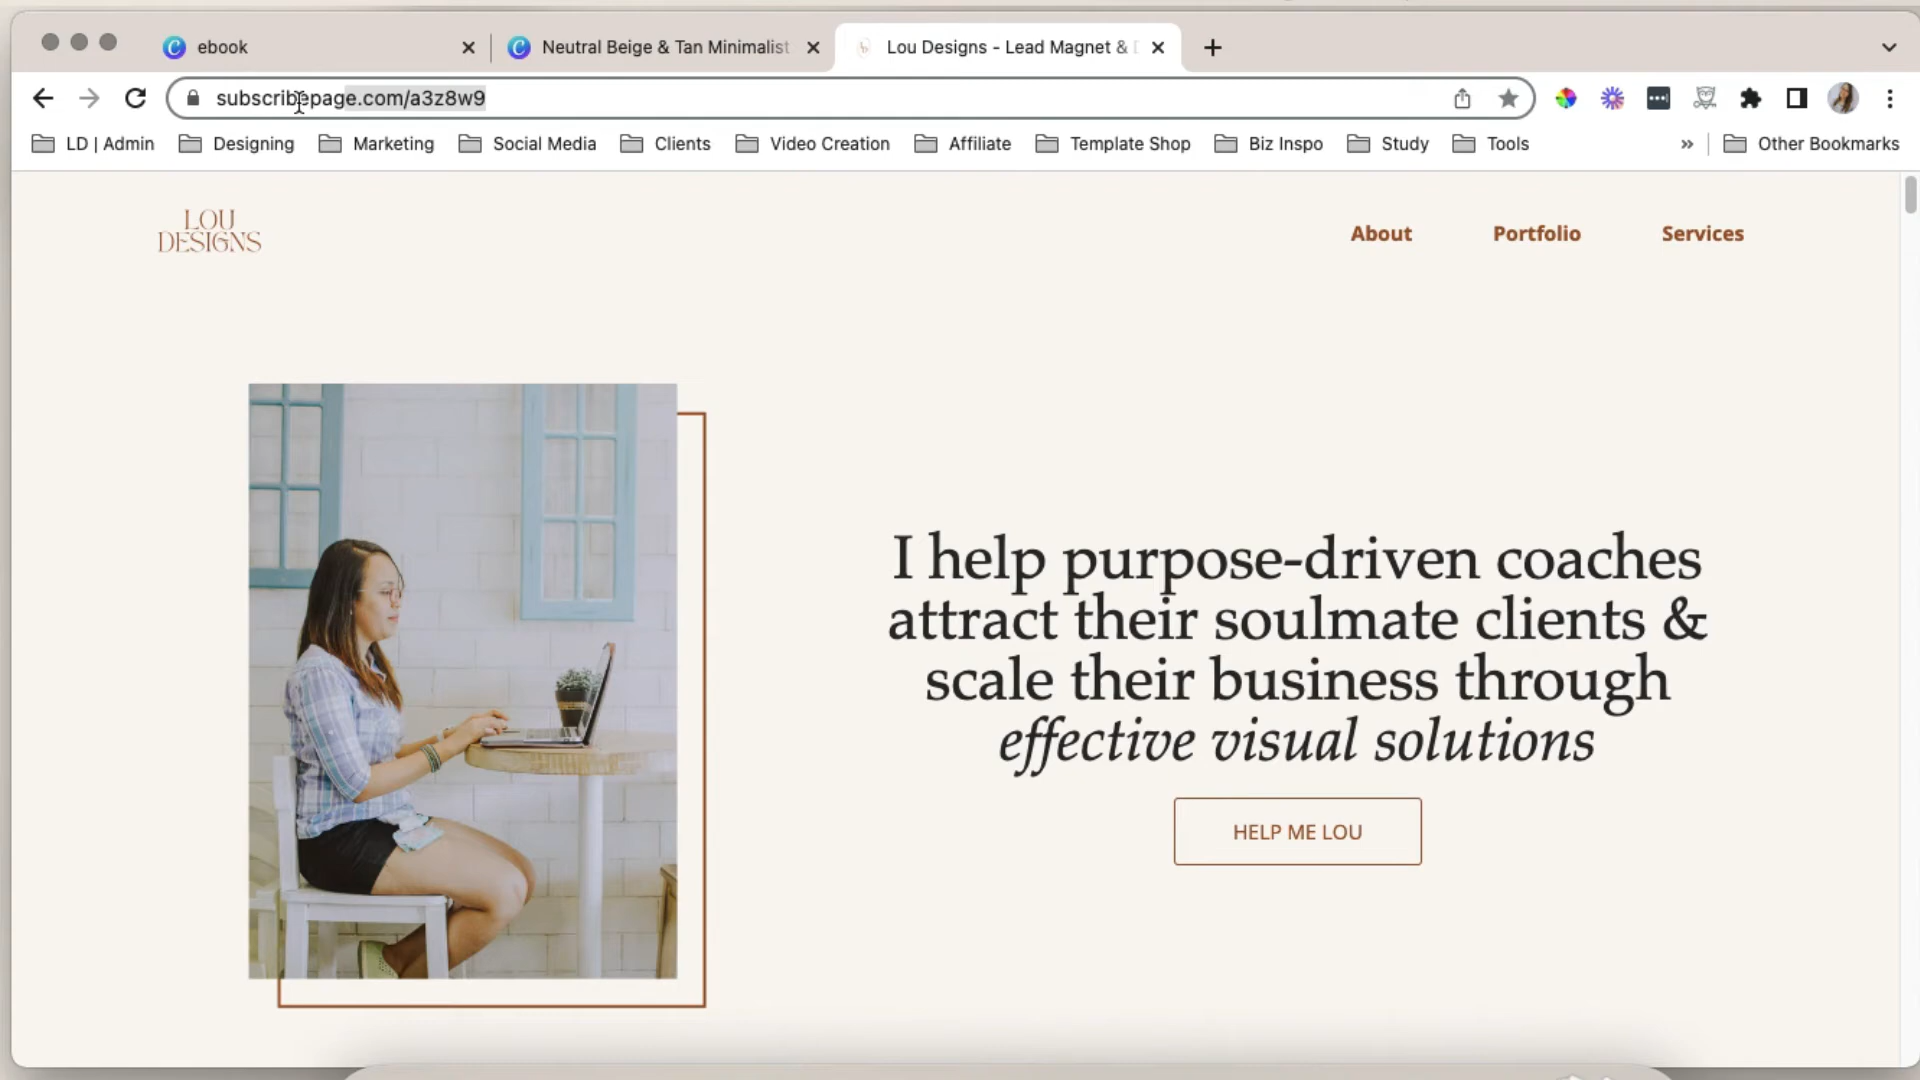 ebook
Neutral Beige & Tan Minimalist
Lou Designs - Lead Magnet &
subscribepage.com/a3z8w9
LD | Admin
Designing
Marketing
Social Media
Clients
Video Creation
Affiliate
Template Shop
Biz Inspo
Study
Tools
»
Other Bookmarks
LOU
DESIGNS
About
Portfolio
Services
I help purpose-driven coaches
attract their soulmate clients &
scale their business through
effective visual solutions
HELP ME LOU